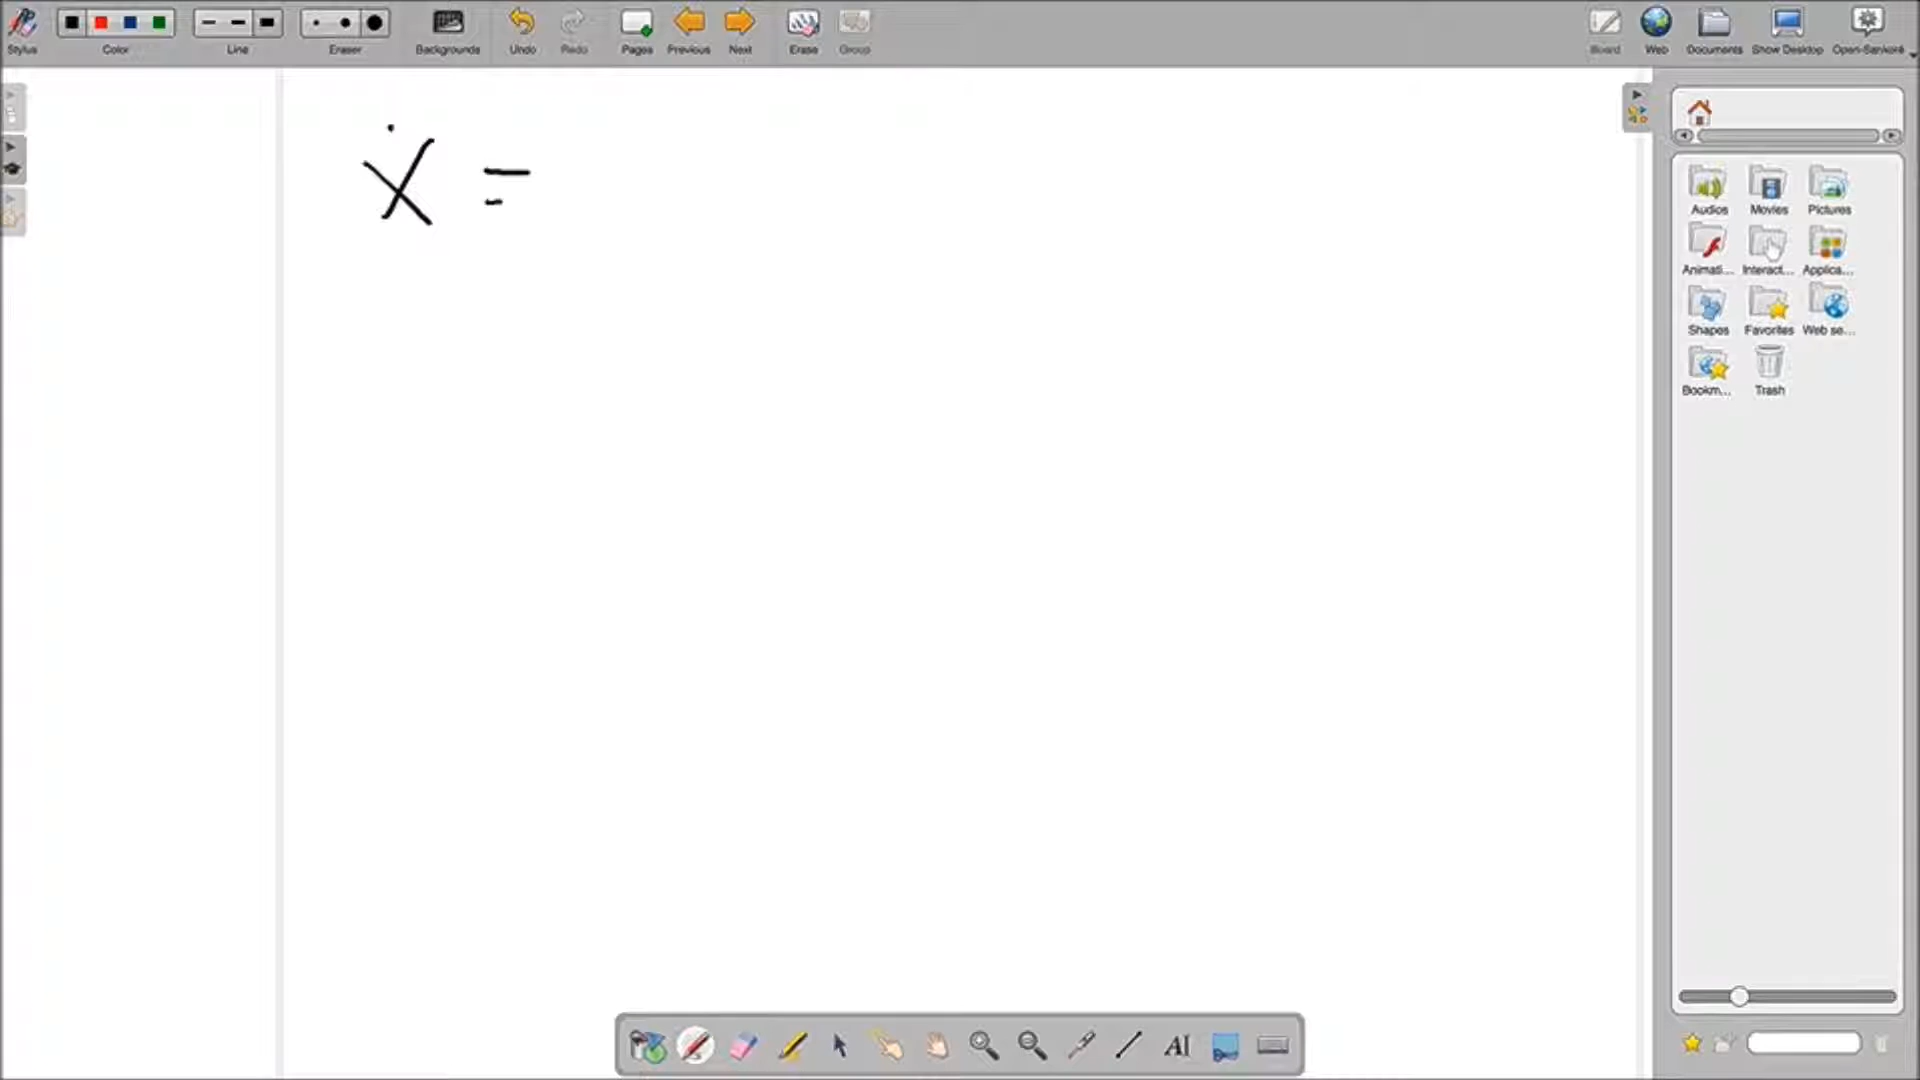 Stylus Color Line Eraser Backgrounds Undo Redo Pages Previous Next Erase Group Board Web Documents Show Desktop Open-Sankoré
ẋ =
Audios Movies Pictures
Animati... Interact... Applica...
Shapes Favorites Web se...
Bookm... Trash
AI